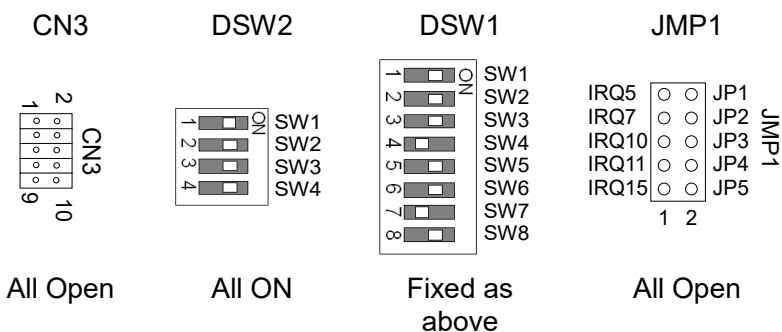 CN3
1 2
CN3
9 10
All Open
DSW2
ON
1 SW1
2 SW2
3 SW3
4 SW4
All ON
DSW1
ON
1 SW1
2 SW2
3 SW3
4 SW4
5 SW5
6 SW6
7 SW7
8 SW8
Fixed as
above
JMP1
IRQ5 JP1
IRQ7 JP2
IRQ10 JP3
IRQ11 JP4
IRQ15 JP5
1 2
JMP1
All Open